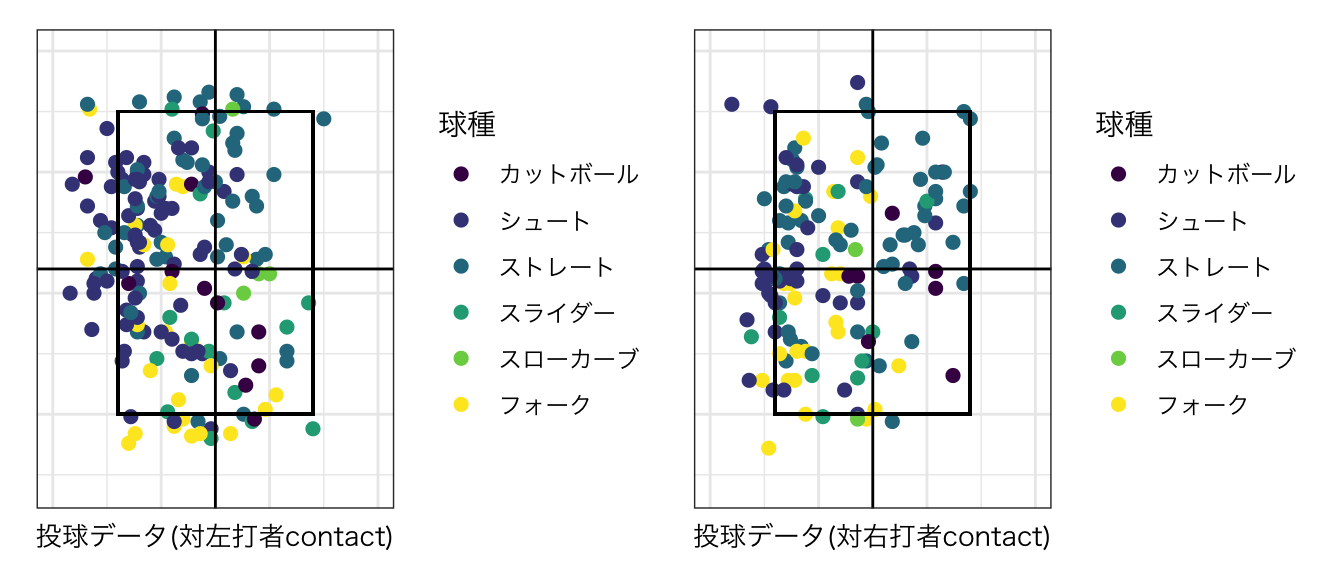 球種
カットボール
シュート
ストレート
スライダー
スローカーブ
フォーク
投球データ(対左打者contact)
球種
カットボール
シュート
ストレート
スライダー
スローカーブ
フォーク
投球データ(対右打者contact)